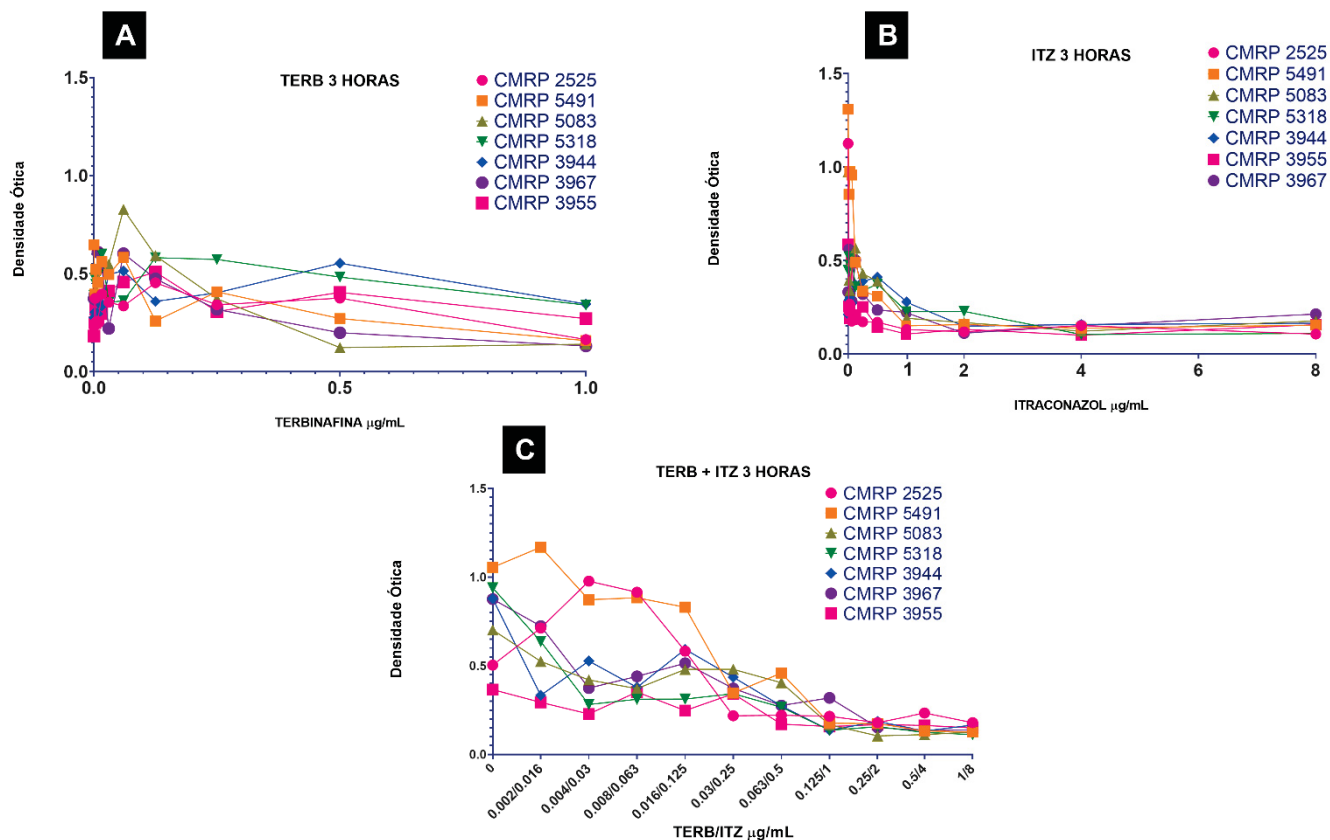 A
TERB 3 HORAS
CMRP 2525
CMRP 5491
CMRP 5083
CMRP 5318
CMRP 3944
CMRP 3967
CMRP 3955
Densidade Ótica
1.5
1.0
0.5
0.0
0.0
0.5
1.0
TERBINAFINA µg/mL
B
ITZ 3 HORAS
CMRP 2525
CMRP 5491
CMRP 5083
CMRP 5318
CMRP 3944
CMRP 3955
CMRP 3967
Densidade Ótica
1.5
1.0
0.5
0.0
0
1
2
4
6
8
ITRACONAZOL µg/mL
C
TERB + ITZ 3 HORAS
CMRP 2525
CMRP 5491
CMRP 5083
CMRP 5318
CMRP 3944
CMRP 3967
CMRP 3955
Densidade Ótica
1.5
1.0
0.5
0.0
0
0.002/0.016
0.004/0.03
0.008/0.063
0.016/0.125
0.03/0.25
0.063/0.5
0.125/1
0.25/2
0.5/4
1/8
TERB/ITZ µg/mL